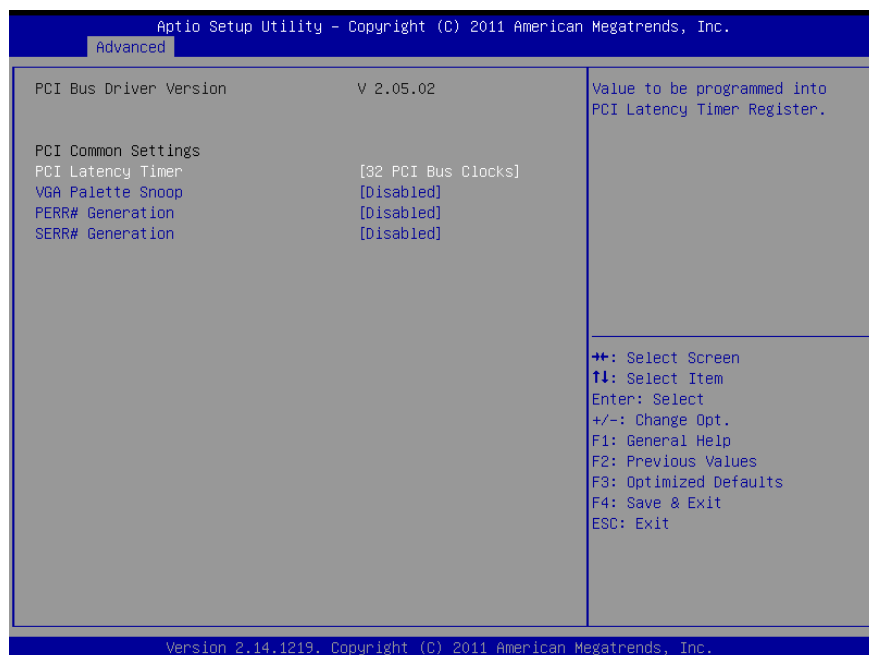 Aptio Setup Utility – Copyright (C) 2011 American Megatrends, Inc.
Advanced
PCI Bus Driver Version V 2.05.02
PCI Common Settings
PCI Latency Timer [32 PCI Bus Clocks]
VGA Palette Snoop [Disabled]
PERR# Generation [Disabled]
SERR# Generation [Disabled]
Value to be programmed into
PCI Latency Timer Register.
→←: Select Screen
↑↓: Select Item
Enter: Select
+/-: Change Opt.
F1: General Help
F2: Previous Values
F3: Optimized Defaults
F4: Save & Exit
ESC: Exit
Version 2.14.1219. Copyright (C) 2011 American Megatrends, Inc.